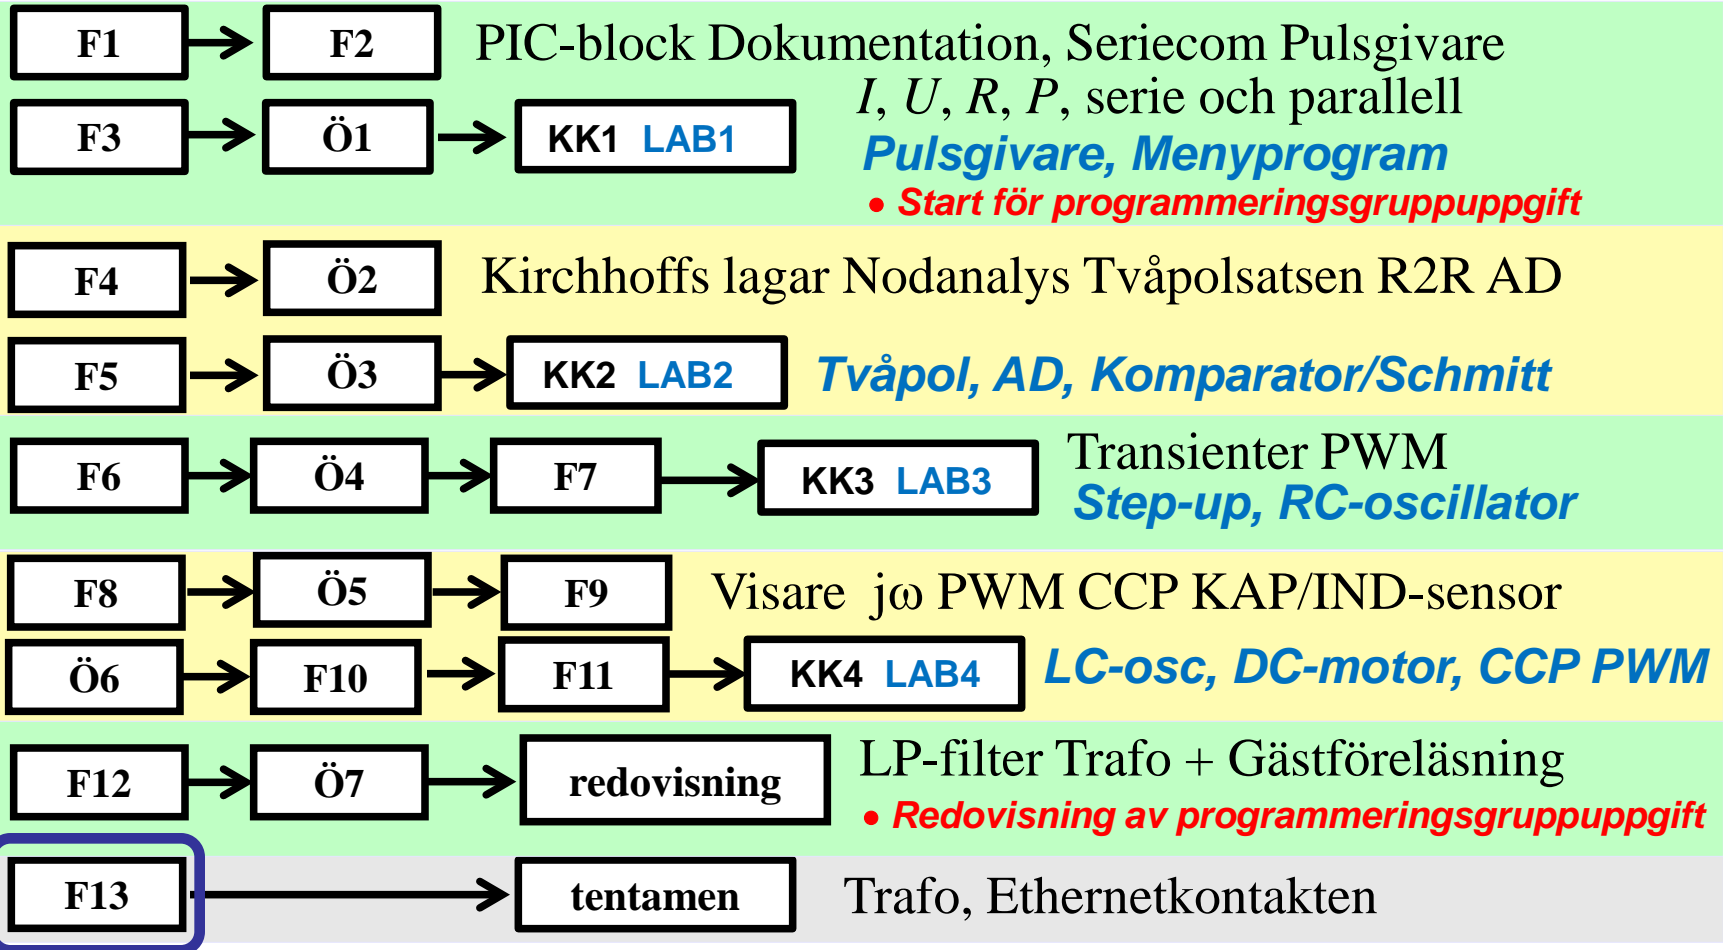 F1 F2 PIC-block Dokumentation, Seriecom Pulsgivare
I, U, R, P, serie och parallell
F3 Ö1 KK1 LAB1
Pulsgivare, Menyprogram
• Start för programmeringsgruppuppgift
F4 Ö2 Kirchhoffs lagar Nodanalys Tvåpolsatsen R2R AD
F5 Ö3 KK2 LAB2 Tvåpol, AD, Komparator/Schmitt
F6 Ö4 F7 KK3 LAB3 Transienter PWM
Step-up, RC-oscillator
F8 Ö5 F9 Visare jω PWM CCP KAP/IND-sensor
Ö6 F10 F11 KK4 LAB4 LC-osc, DC-motor, CCP PWM
F12 Ö7 redovisning LP-filter Trafo + Gästföreläsning
• Redovisning av programmeringsgruppuppgift
F13 tentamen Trafo, Ethernetkontakten